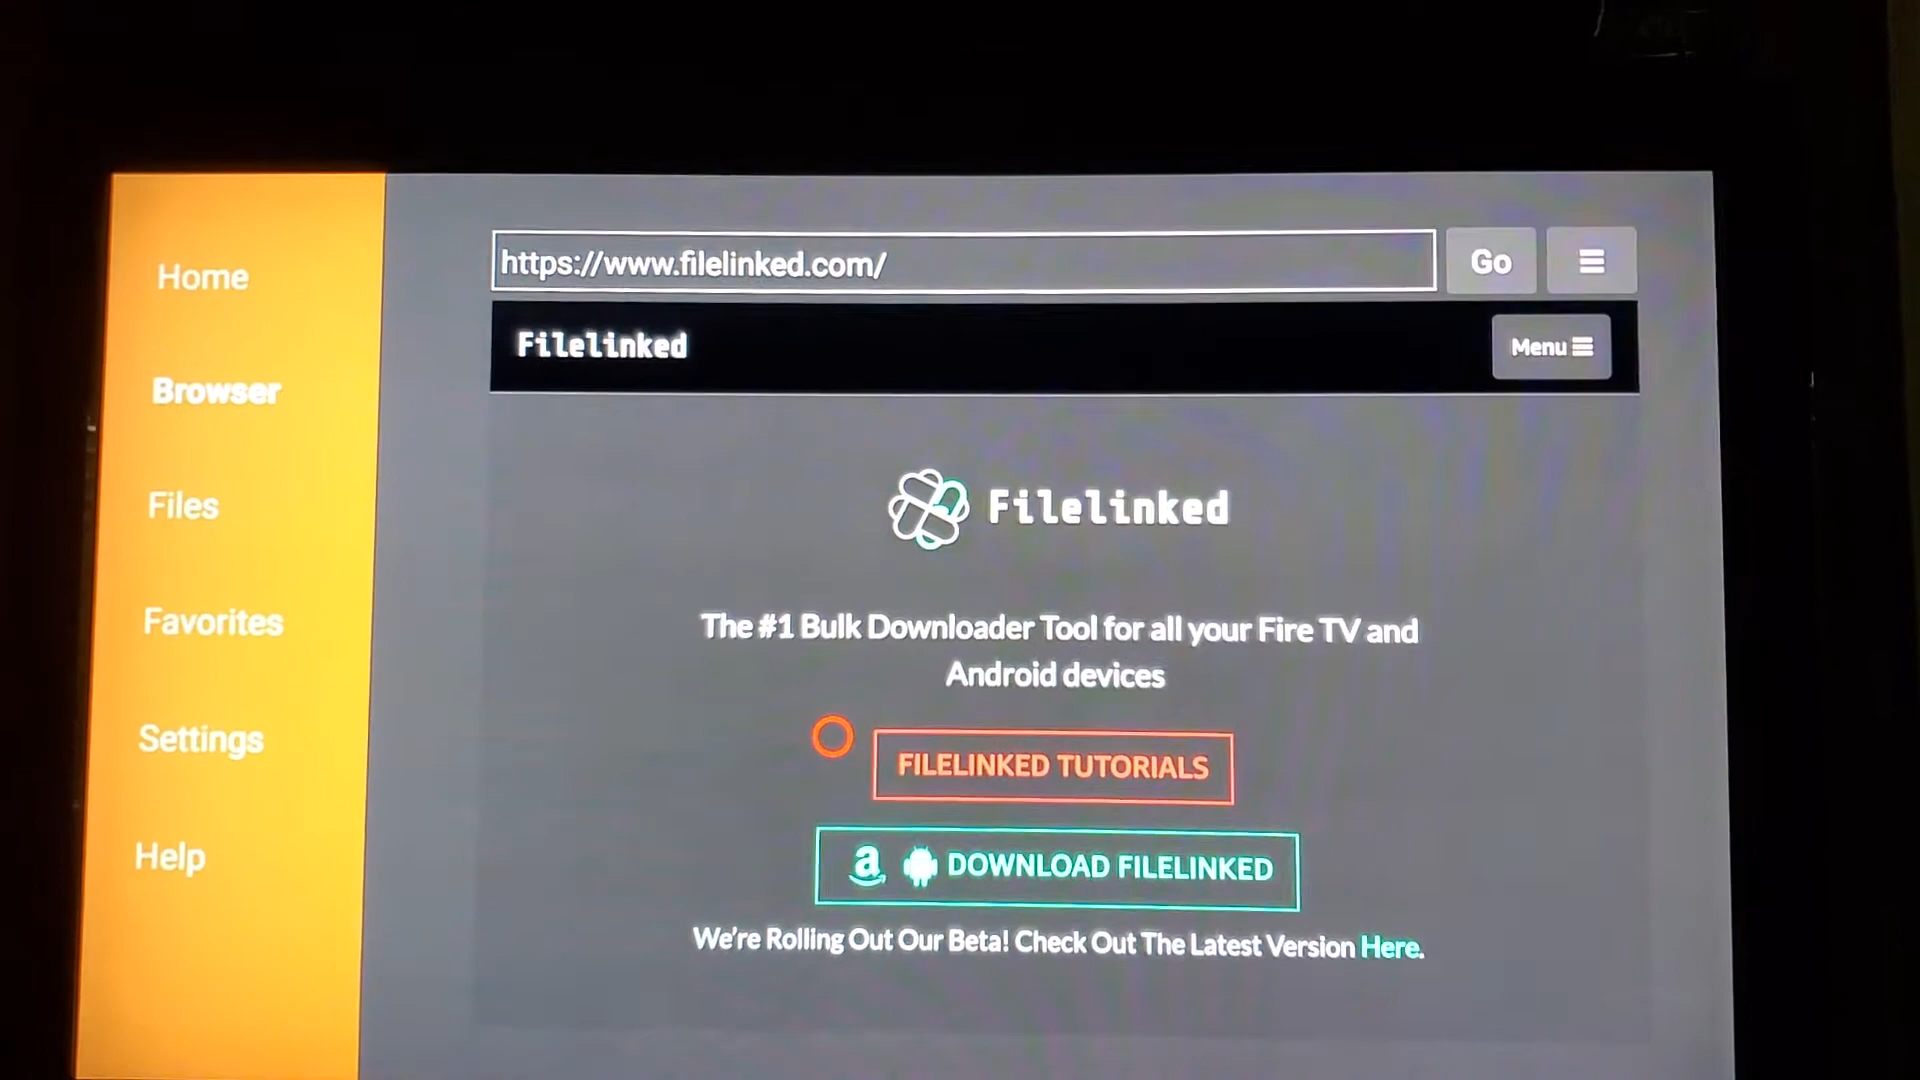 Home
Browser
Files
Favorites
Settings
Help
https://www.filelinked.com/
Go
Filelinked
Menu
Filelinked
The #1 Bulk Downloader Tool for all your Fire TV and
Android devices
FILELINKED TUTORIALS
DOWNLOAD FILELINKED
We're Rolling Out Our Beta! Check Out The Latest Version Here.